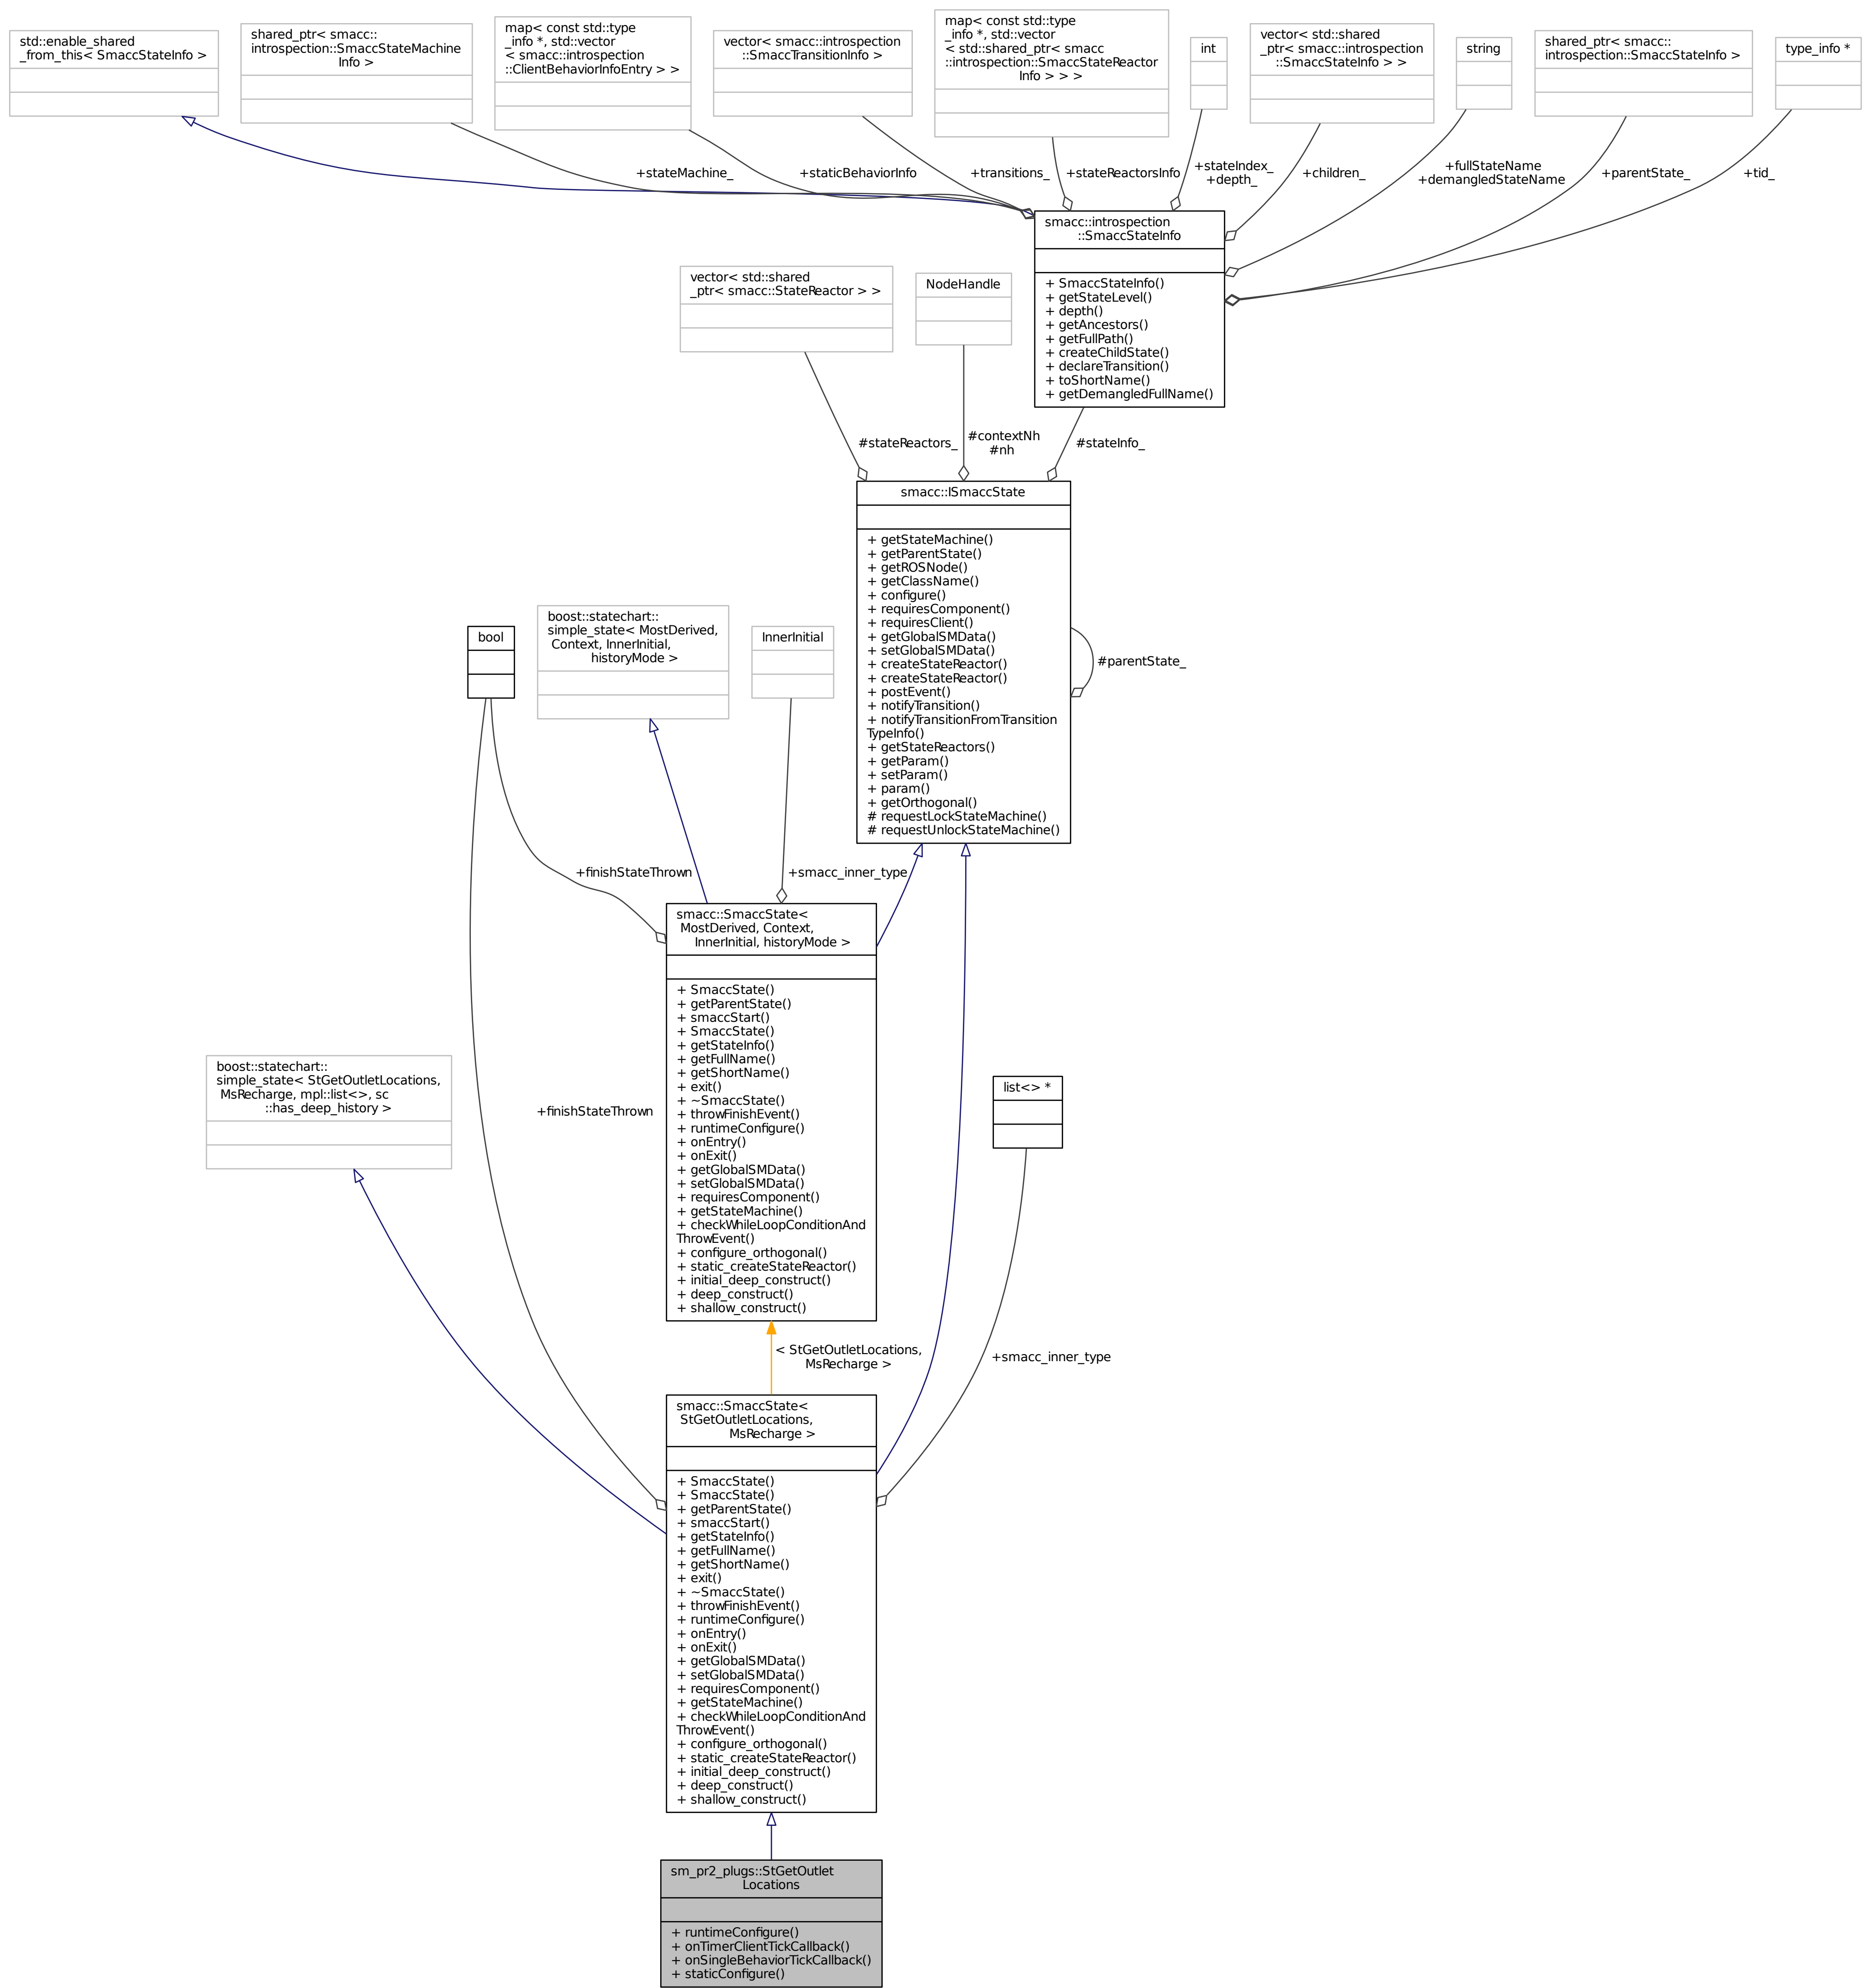 std::enable_shared
_from_this< SmaccStateInfo >
shared_ptr< smacc::
introspection::SmaccStateMachine
Info >
map< const std::type
_info *, std::vector
< smacc::introspection
::ClientBehaviorInfoEntry > >
vector< smacc::introspection
::SmaccTransitionInfo >
map< const std::type
_info *, std::vector
< std::shared_ptr< smacc
::introspection::SmaccStateReactor
Info > > >
int
vector< std::shared
_ptr< smacc::introspection
::SmaccStateInfo > >
string
shared_ptr< smacc::
introspection::SmaccStateInfo >
type_info *
+stateMachine_
+staticBehaviorInfo
+transitions_
+stateReactorsInfo
+stateIndex_
+depth_
+children_
+fullStateName
+demangledStateName
+parentState_
+tid_
smacc::introspection
::SmaccStateInfo
+ SmaccStateInfo()
+ getStateLevel()
+ depth()
+ getAncestors()
+ getFullPath()
+ createChildState()
+ declareTransition()
+ toShortName()
+ getDemangledFullName()
vector< std::shared
_ptr< smacc::StateReactor > >
NodeHandle
#stateReactors_
#contextNh
#nh
#stateInfo_
smacc::ISmaccState
+ getStateMachine()
+ getParentState()
+ getROSNode()
+ getClassName()
+ configure()
+ requiresComponent()
+ requiresClient()
+ getGlobalSMData()
+ setGlobalSMData()
+ createStateReactor()
+ createStateReactor()
+ postEvent()
+ notifyTransition()
+ notifyTransitionFromTransition
TypeInfo()
+ getStateReactors()
+ getParam()
+ setParam()
+ param()
+ getOrthogonal()
# requestLockStateMachine()
# requestUnlockStateMachine()
#parentState_
bool
boost::statechart::
simple_state< MostDerived,
Context, InnerInitial,
historyMode >
InnerInitial
+finishStateThrown
+smacc_inner_type
smacc::SmaccState<
MostDerived, Context,
InnerInitial, historyMode >
+ SmaccState()
+ getParentState()
+ smaccStart()
+ SmaccState()
+ getStateInfo()
+ getFullName()
+ getShortName()
+ exit()
+ ~SmaccState()
+ throwFinishEvent()
+ runtimeConfigure()
+ onEntry()
+ onExit()
+ getGlobalSMData()
+ setGlobalSMData()
+ requiresComponent()
+ getStateMachine()
+ checkWhileLoopConditionAnd
ThrowEvent()
+ configure_orthogonal()
+ static_createStateReactor()
+ initial_deep_construct()
+ deep_construct()
+ shallow_construct()
boost::statechart::
simple_state< StGetOutletLocations,
MsRecharge, mpl::list<>, sc
::has_deep_history >
+finishStateThrown
list<> *
< StGetOutletLocations,
MsRecharge >
+smacc_inner_type
smacc::SmaccState<
StGetOutletLocations,
MsRecharge >
+ SmaccState()
+ SmaccState()
+ getParentState()
+ smaccStart()
+ getStateInfo()
+ getFullName()
+ getShortName()
+ exit()
+ ~SmaccState()
+ throwFinishEvent()
+ runtimeConfigure()
+ onEntry()
+ onExit()
+ getGlobalSMData()
+ setGlobalSMData()
+ requiresComponent()
+ getStateMachine()
+ checkWhileLoopConditionAnd
ThrowEvent()
+ configure_orthogonal()
+ static_createStateReactor()
+ initial_deep_construct()
+ deep_construct()
+ shallow_construct()
sm_pr2_plugs::StGetOutlet
Locations
+ runtimeConfigure()
+ onTimerClientTickCallback()
+ onSingleBehaviorTickCallback()
+ staticConfigure()